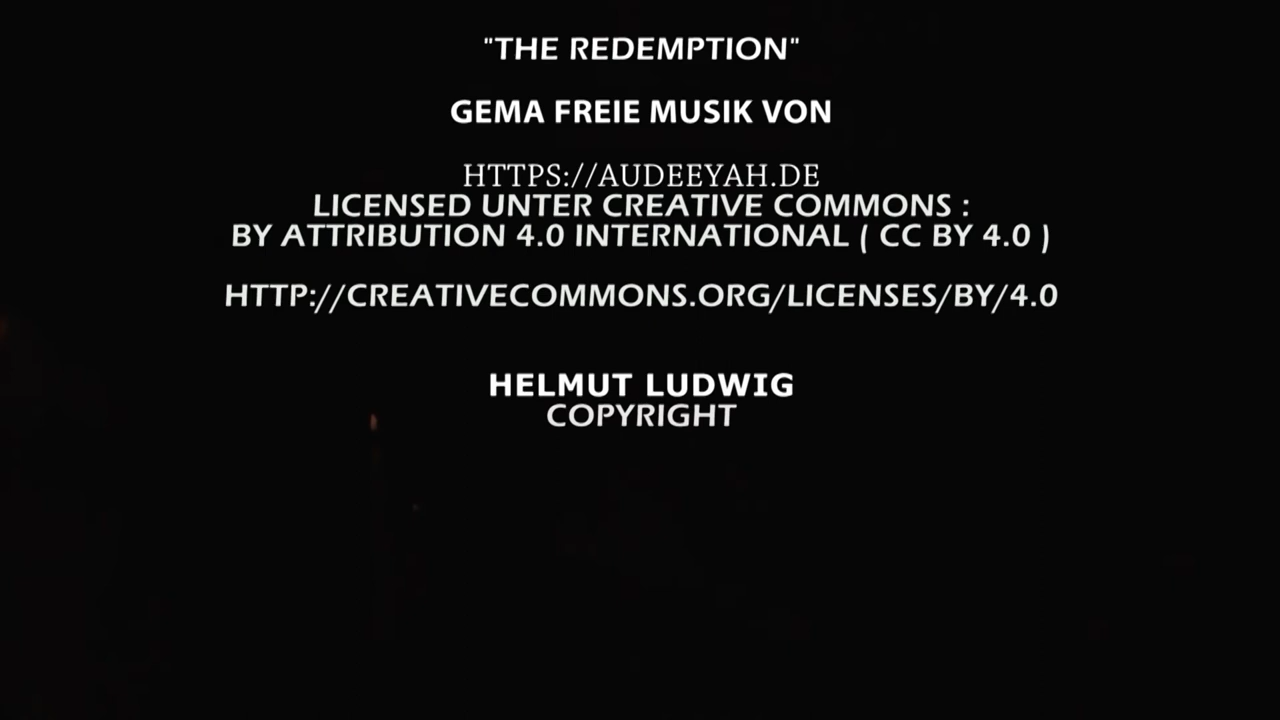 "THE REDEMPTION"
GEMA FREIE MUSIK VON
HTTPS://AUDEEYAH.DE
LICENSED UNTER CREATIVE COMMONS :
BY ATTRIBUTION 4.0 INTERNATIONAL ( CC BY 4.0 )
HTTP://CREATIVECOMMONS.ORG/LICENSES/BY/4.0
HELMUT LUDWIG
COPYRIGHT